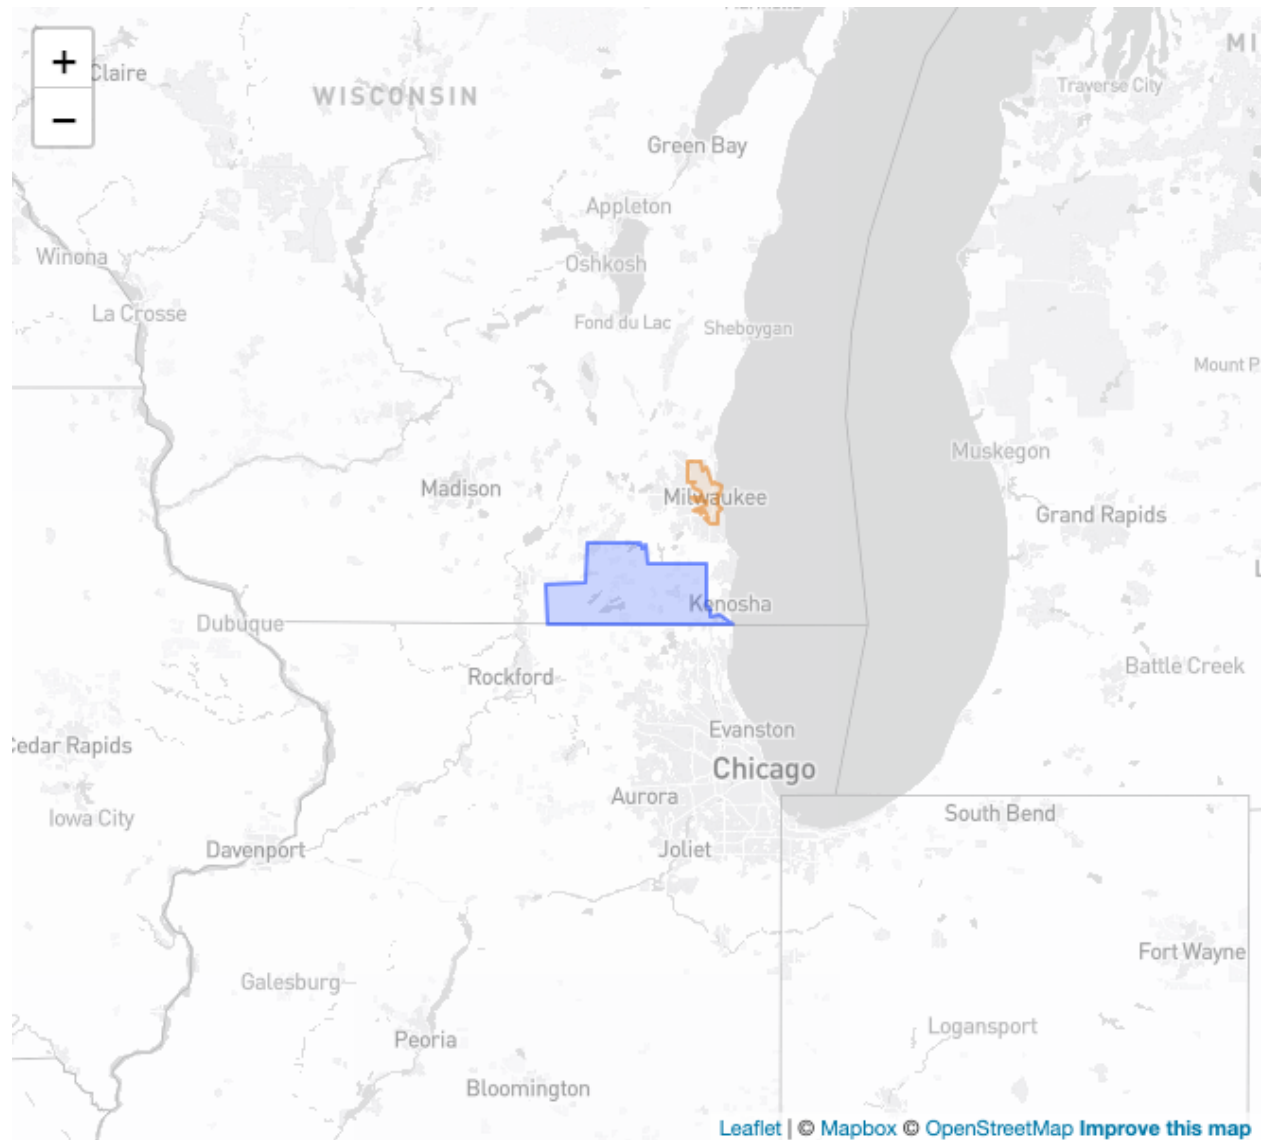 +
Claire
−
WISCONSIN
MI
Traverse City
Green Bay
Appleton
Winona
Oshkosh
La Crosse
Fond du Lac
Sheboygan
Mount P
Muskegon
Madison
Milwaukee
Grand Rapids
Kenosha
Dubuque
Rockford
Battle Creek
Evanston
Cedar Rapids
Chicago
Aurora
Iowa City
South Bend
Davenport
Joliet
Fort Wayne
Galesburg
Logansport
Peoria
Bloomington
Leaflet | © Mapbox © OpenStreetMap Improve this map